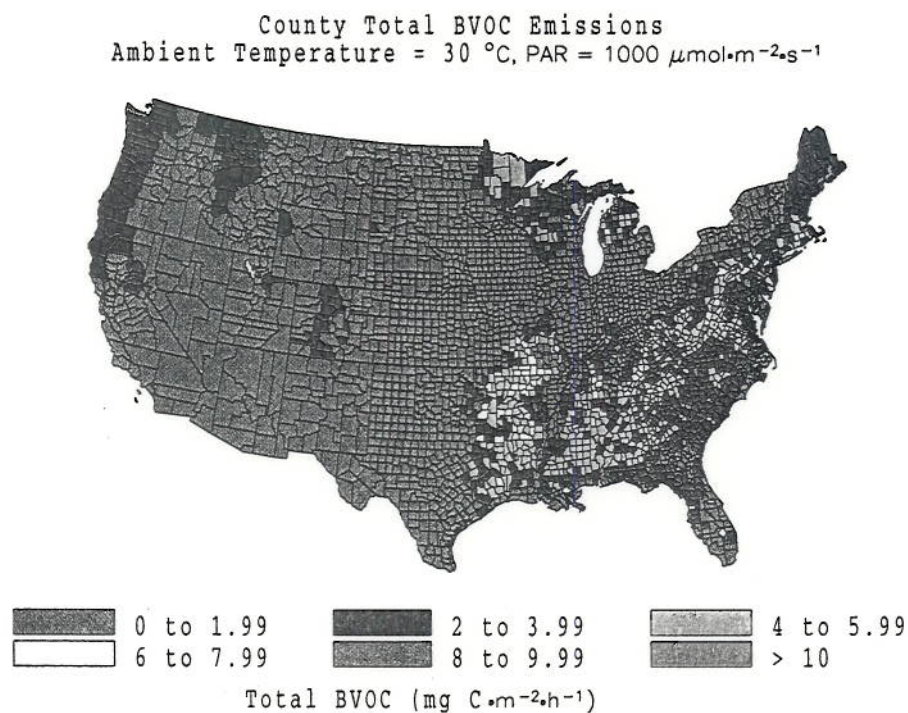 County Total BVOC Emissions
Ambient Temperature = 30 °C, PAR = 1000 μmol•m⁻²•s⁻¹
0 to 1.99 2 to 3.99 4 to 5.99
6 to 7.99 8 to 9.99 > 10
Total BVOC (mg C•m⁻²•h⁻¹)